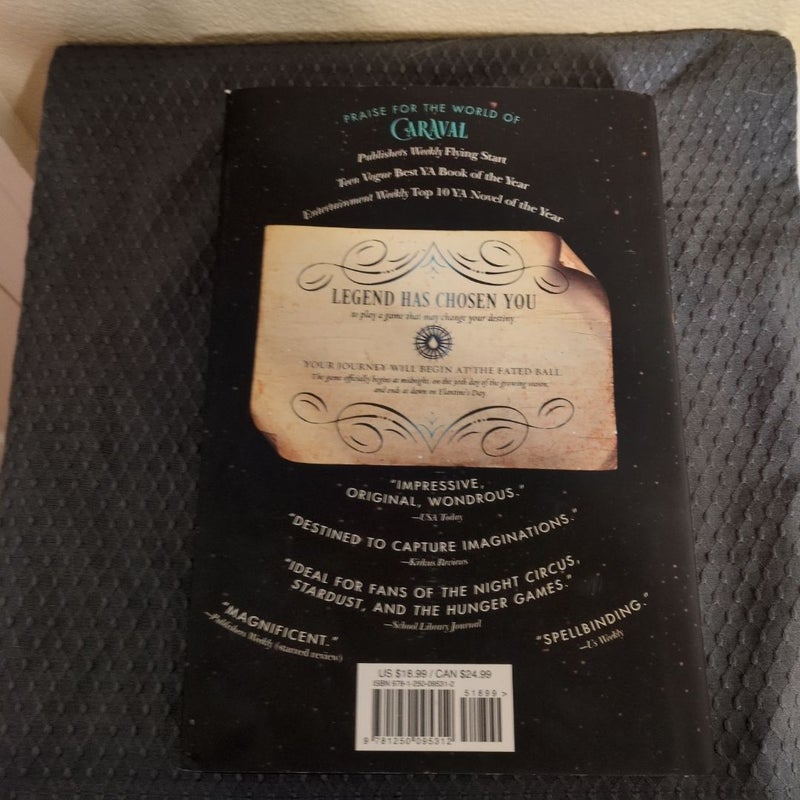 PRAISE FOR THE WORLD OF
CARAVAL
Publishers Weekly Flying Start
Teen Vogue Best YA Book of the Year
Entertainment Weekly Top 10 YA Novel of the Year
LEGEND HAS CHOSEN YOU
to play a game that may change your destiny
YOUR JOURNEY WILL BEGIN AT THE FATED BALL
The game officially begins at midnight, on the 30th day of the growing season,
and ends at dawn on Elantine's Day.
"IMPRESSIVE,
ORIGINAL, WONDROUS."
—USA Today
"DESTINED TO CAPTURE IMAGINATIONS."
—Kirkus Reviews
"IDEAL FOR FANS OF THE NIGHT CIRCUS,
STARDUST, AND THE HUNGER GAMES."
—School Library Journal
"MAGNIFICENT."
—Publishers Weekly (starred review)
"SPELLBINDING."
—Us Weekly
US $18.99 / CAN $24.99
ISBN 978-1-250-09531-2
51899>
9 781250 095312